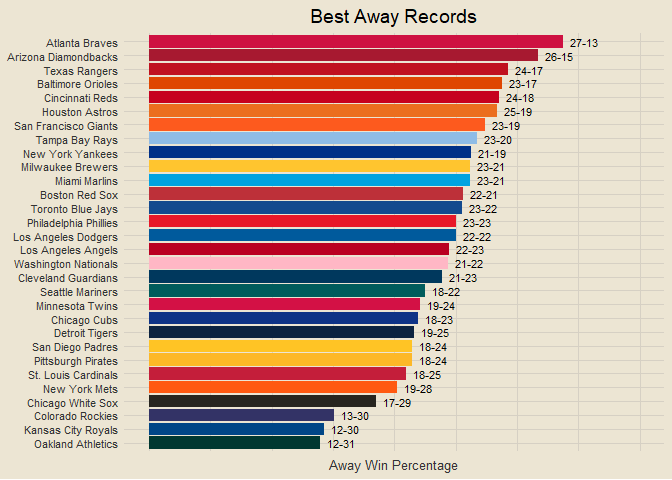 Best Away Records
Atlanta Braves 27-13
Arizona Diamondbacks 26-15
Texas Rangers 24-17
Baltimore Orioles 23-17
Cincinnati Reds 24-18
Houston Astros 25-19
San Francisco Giants 23-19
Tampa Bay Rays 23-20
New York Yankees 21-19
Milwaukee Brewers 23-21
Miami Marlins 23-21
Boston Red Sox 22-21
Toronto Blue Jays 23-22
Philadelphia Phillies 23-23
Los Angeles Dodgers 22-22
Los Angeles Angels 22-23
Washington Nationals 21-22
Cleveland Guardians 21-23
Seattle Mariners 18-22
Minnesota Twins 19-24
Chicago Cubs 18-23
Detroit Tigers 19-25
San Diego Padres 18-24
Pittsburgh Pirates 18-24
St. Louis Cardinals 18-25
New York Mets 19-28
Chicago White Sox 17-29
Colorado Rockies 13-30
Kansas City Royals 12-30
Oakland Athletics 12-31
Away Win Percentage